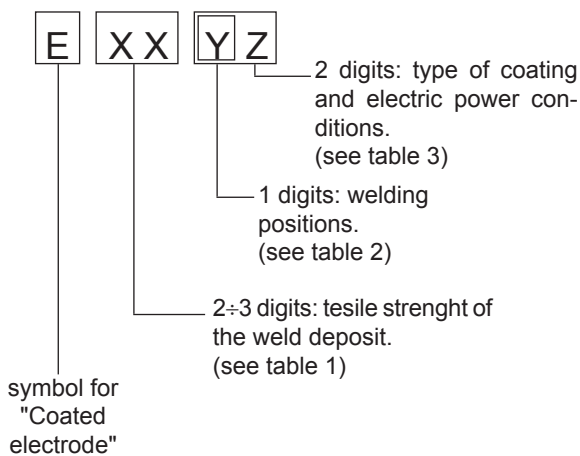 E XX Y Z
2 digits: type of coating
and electric power con-
ditions.
(see table 3)
1 digits: welding
positions.
(see table 2)
2÷3 digits: tesile strenght of
the weld deposit.
(see table 1)
symbol for
"Coated
electrode"